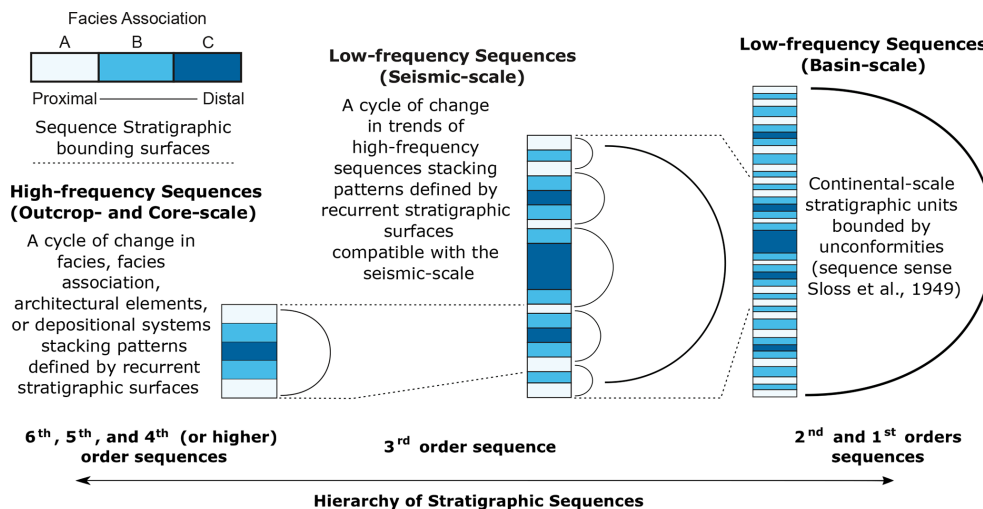 Facies Association
A B C
Proximal Distal
Sequence Stratigraphic
bounding surfaces
High-frequency Sequences
(Outcrop- and Core-scale)
A cycle of change in
facies, facies
association,
architectural elements,
or depositional systems
stacking patterns
defined by recurrent
stratigraphic surfaces
6th, 5th, and 4th (or higher)
order sequences
Low-frequency Sequences
(Seismic-scale)
A cycle of change
in trends of
high-frequency
sequences stacking
patterns defined by
recurrent stratigraphic
surfaces
compatible with the
seismic-scale
3rd order sequence
Low-frequency Sequences
(Basin-scale)
Continental-scale
stratigraphic units
bounded by
unconformities
(sequence sense
Sloss et al., 1949)
2nd and 1st orders
sequences
Hierarchy of Stratigraphic Sequences